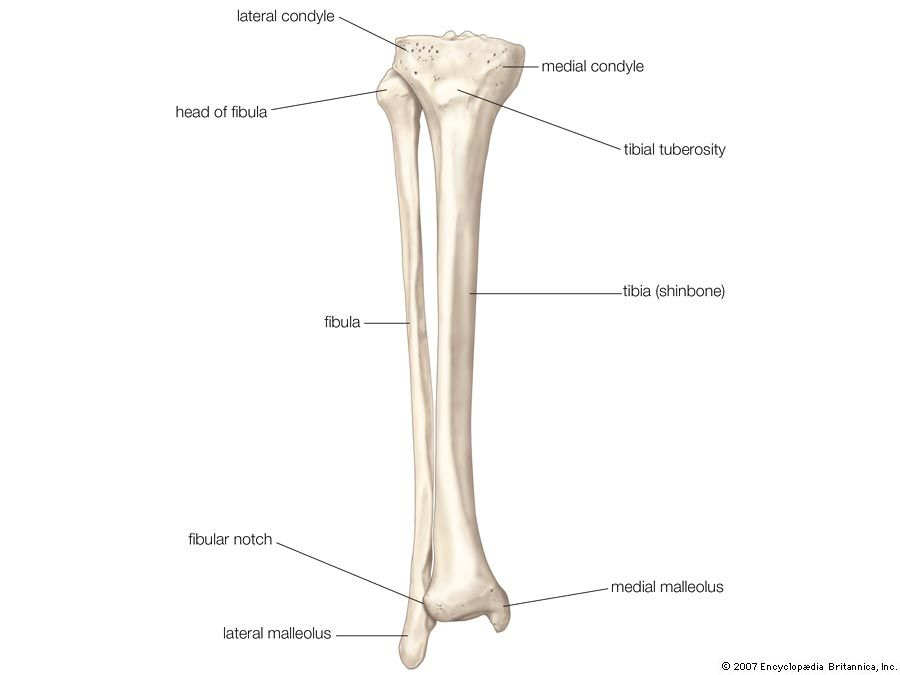 lateral condyle
medial condyle
head of fibula
tibial tuberosity
tibia (shinbone)
fibula
fibular notch
medial malleolus
lateral malleolus
© 2007 Encyclopædia Britannica, Inc.